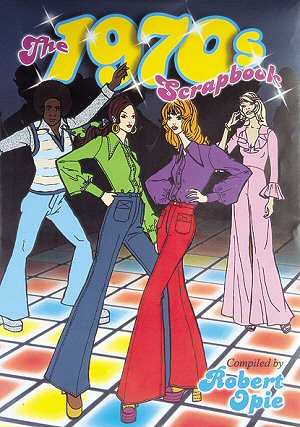 The
1970s
Scrapbook
Compiled by
Robert
Opie